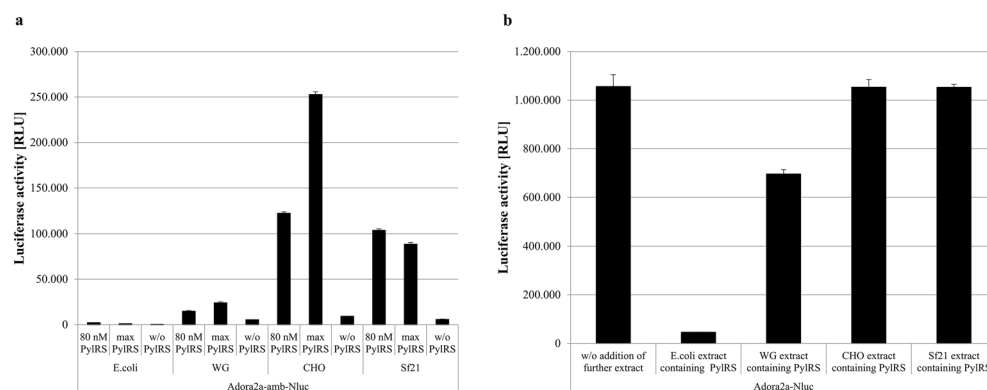 a
Luciferase activity [RLU]
300.000
250.000
200.000
150.000
100.000
50.000
0
80 nM PylRS
max PylRS
w/o PylRS
80 nM PylRS
max PylRS
w/o PylRS
80 nM PylRS
max PylRS
w/o PylRS
80 nM PylRS
max PylRS
w/o PylRS
E.coli
WG
CHO
Sf21
Adora2a-amb-Nluc
b
Luciferase activity [RLU]
1.200.000
1.000.000
800.000
600.000
400.000
200.000
0
w/o addition of
further extract
E.coli extract
containing PylRS
WG extract
containing PylRS
CHO extract
containing PylRS
Sf21 extract
containing PylRS
Adora2a-Nluc